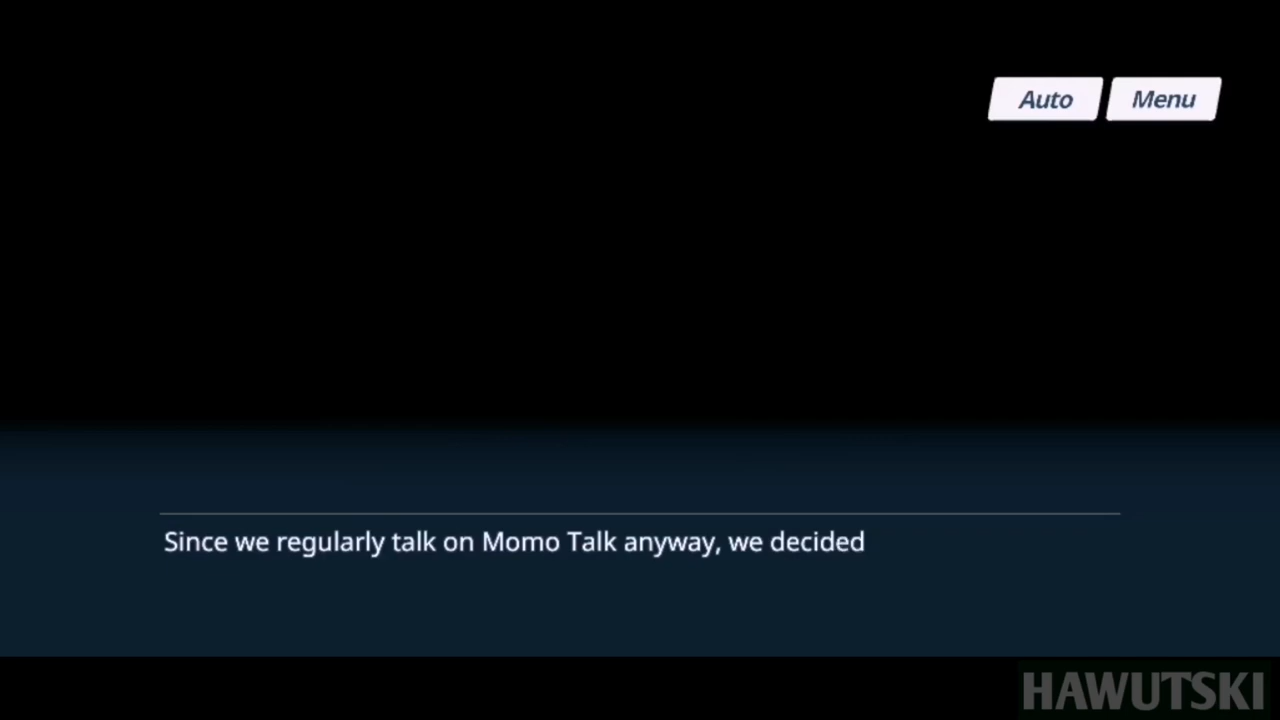 Auto Menu
Since we regularly talk on Momo Talk anyway, we decided
HAWUTSKI